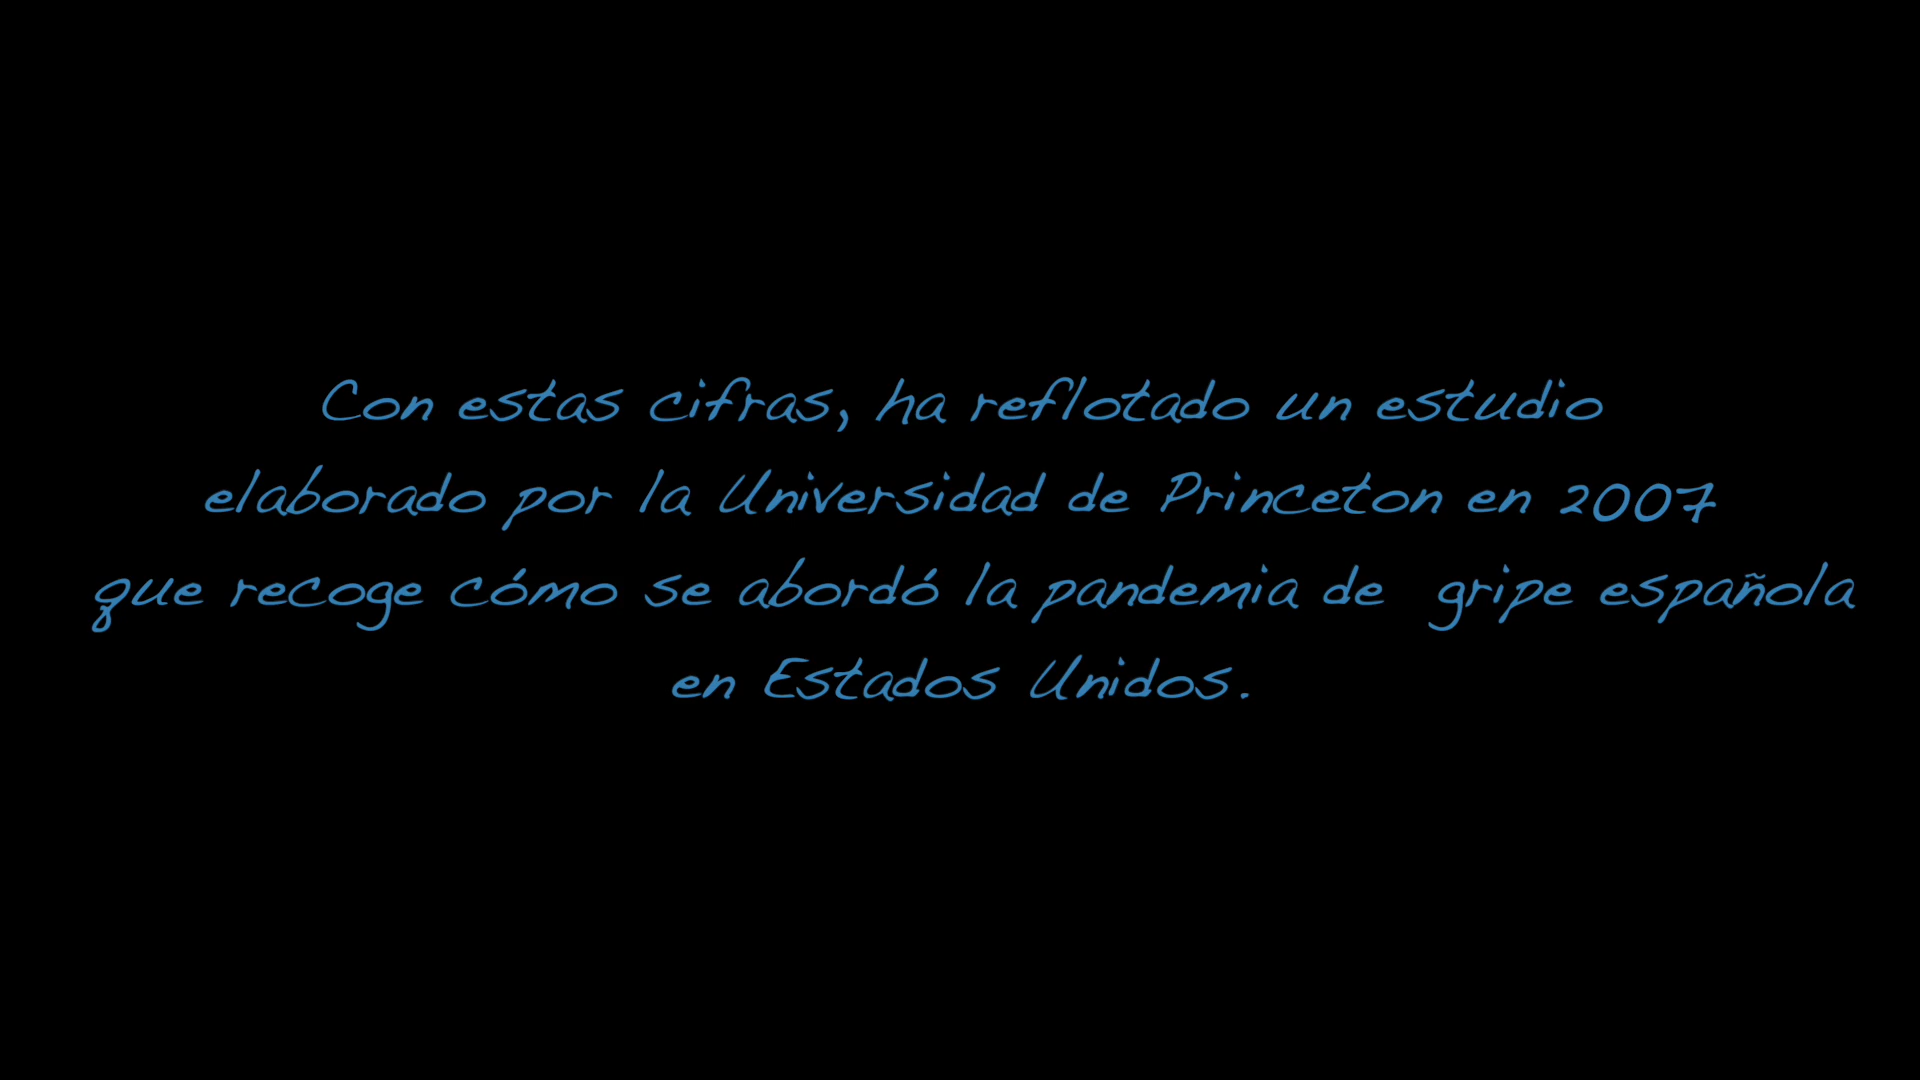 Con estas cifras, ha reflotado un estudio
elaborado por la Universidad de Princeton en 2007
que recoge cómo se abordó la pandemia de  gripe española
en Estados Unidos.